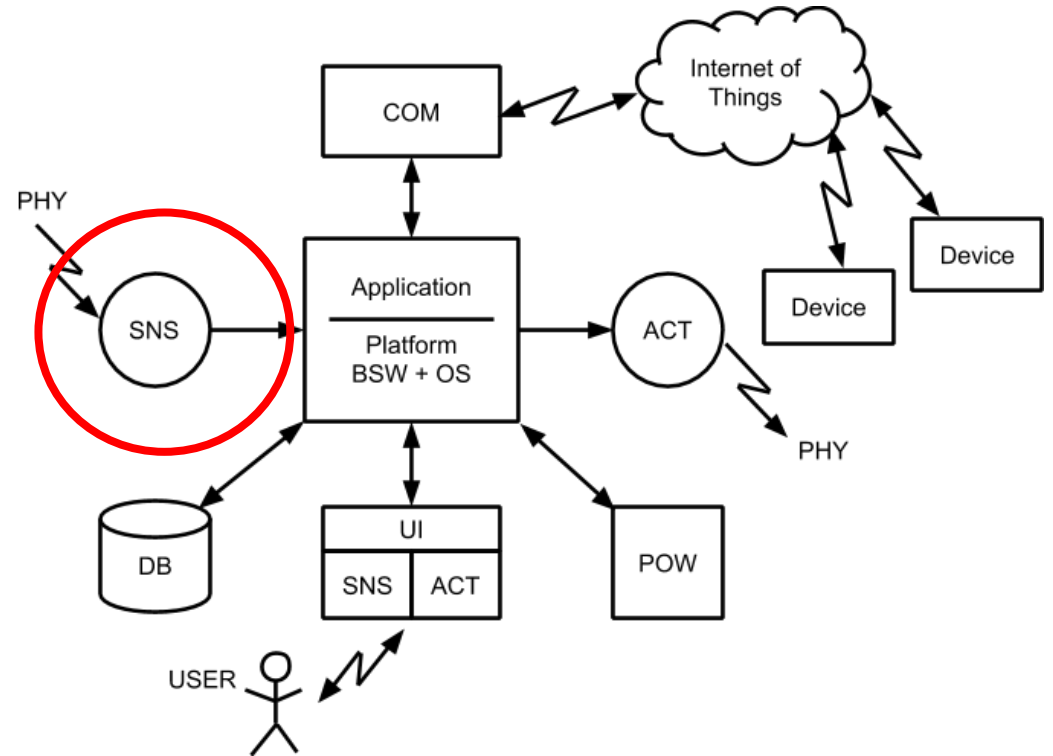 Internet of
Things
COM
PHY
Device
Application
Device
SNS
ACT
Platform
BSW + OS
PHY
UI
DB
SNS
ACT
POW
USER